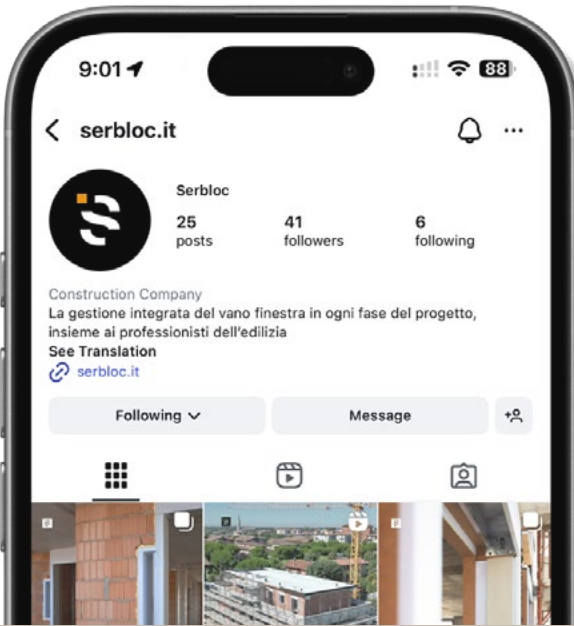 9:01
88
serbloc.it
Serbloc
25 41 6
posts followers following
Construction Company
La gestione integrata del vano finestra in ogni fase del progetto,
insieme ai professionisti dell'edilizia
See Translation
serbloc.it
Following Message